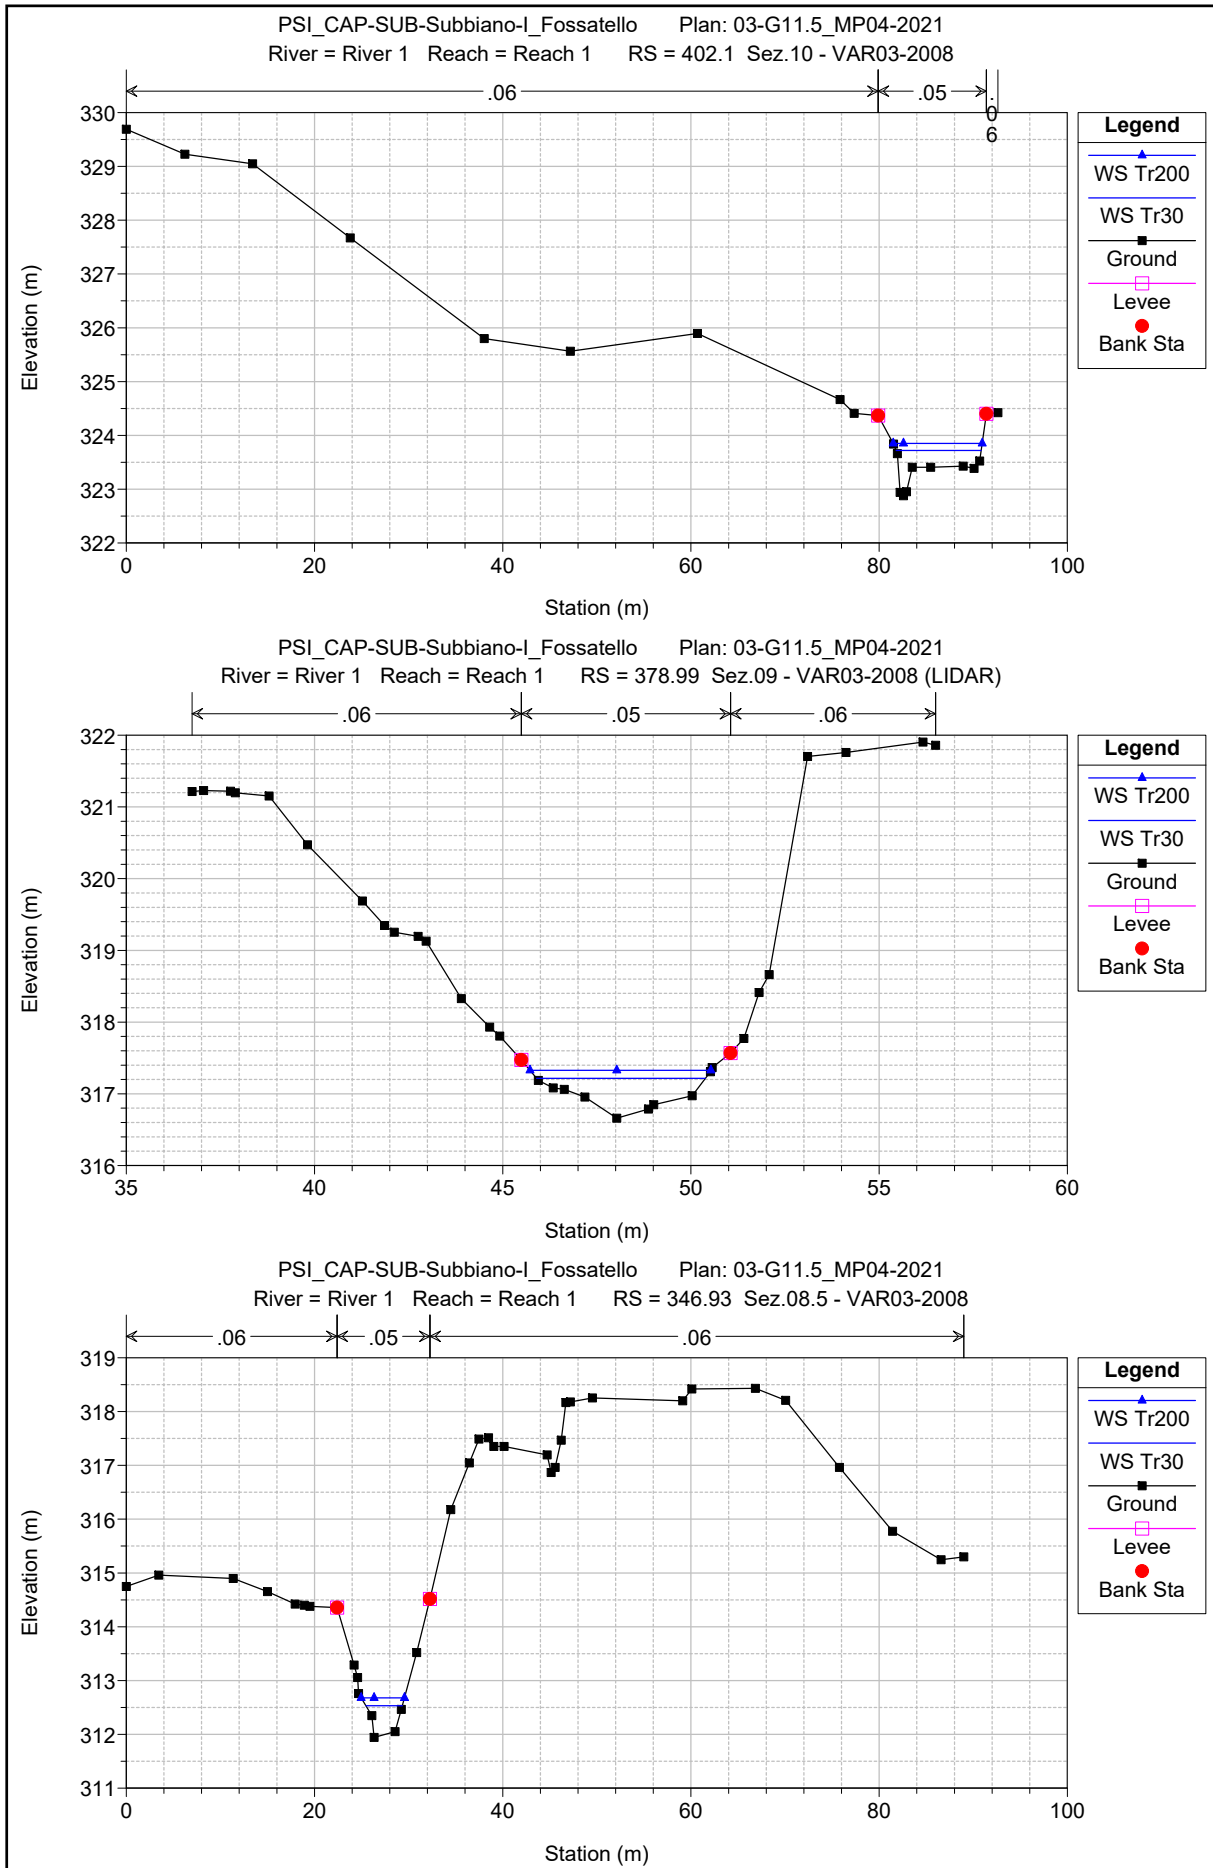 PSI_CAP-SUB-Subbiano-I_Fossatello Plan: 03-G11.5_MP04-2021
River = River 1 Reach = Reach 1 RS = 402.1 Sez.10 - VAR03-2008
.06 .05 .06
330
329
328
327
326
325
324
323
322
Elevation (m)
0 20 40 60 80 100
Station (m)
Legend
WS Tr200
WS Tr30
Ground
Levee
Bank Sta
PSI_CAP-SUB-Subbiano-I_Fossatello Plan: 03-G11.5_MP04-2021
River = River 1 Reach = Reach 1 RS = 378.99 Sez.09 - VAR03-2008 (LIDAR)
.06 .05 .06
322
321
320
319
318
317
316
Elevation (m)
35 40 45 50 55 60
Station (m)
Legend
WS Tr200
WS Tr30
Ground
Levee
Bank Sta
PSI_CAP-SUB-Subbiano-I_Fossatello Plan: 03-G11.5_MP04-2021
River = River 1 Reach = Reach 1 RS = 346.93 Sez.08.5 - VAR03-2008
.06 .05 .06
319
318
317
316
315
314
313
312
311
Elevation (m)
0 20 40 60 80 100
Station (m)
Legend
WS Tr200
WS Tr30
Ground
Levee
Bank Sta